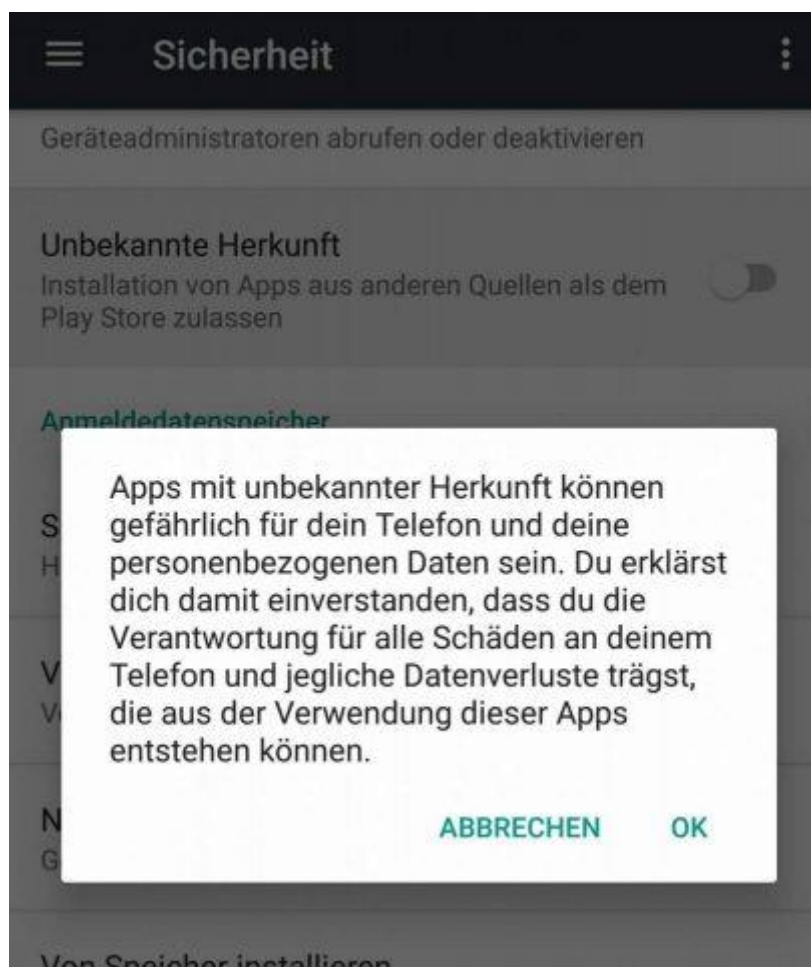 Sicherheit
Geräteadministratoren abrufen oder deaktivieren
Unbekannte Herkunft
Installation von Apps aus anderen Quellen als dem
Play Store zulassen
Anmeldedatenspeicher
Apps mit unbekannter Herkunft können
gefährlich für dein Telefon und deine
personenbezogenen Daten sein. Du erklärst
dich damit einverstanden, dass du die
Verantwortung für alle Schäden an deinem
Telefon und jegliche Datenverluste trägst,
die aus der Verwendung dieser Apps
entstehen können.
ABBRECHEN OK
Von Speicher installieren